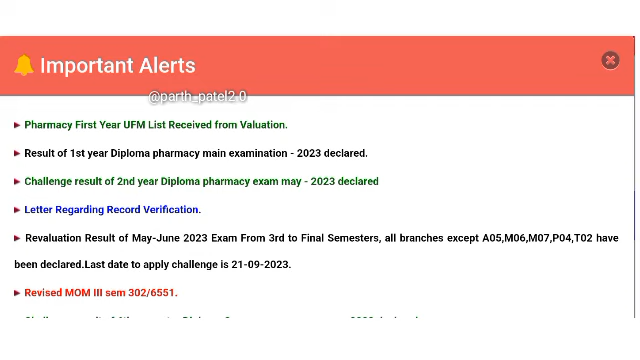 Important Alerts
@parth_patel2.0
Pharmacy First Year UFM List Received from Valuation.
Result of 1st year Diploma pharmacy main examination - 2023 declared.
Challenge result of 2nd year Diploma pharmacy exam may - 2023 declared
Letter Regarding Record Verification.
Revaluation Result of May-June 2023 Exam From 3rd to Final Semesters, all branches except A05,M06,M07,P04,T02 have
been declared.Last date to apply challenge is 21-09-2023.
Revised MOM III sem 302/6551.